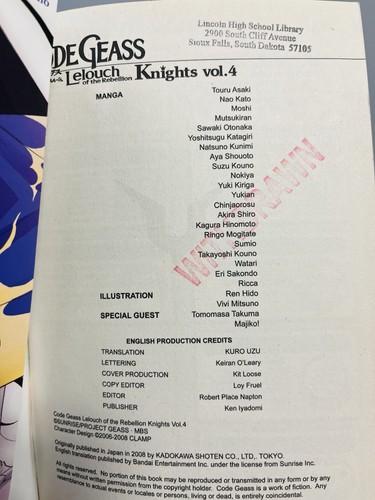 Lincoln High School Library
2900 South Cliff Avenue
Sioux Falls, South Dakota 57105
CODE GEASS
Lelouch of the Rebellion Knights vol.4
MANGA
Touru Asaki
Nao Kato
Moshi
Mutsukiran
Sawaki Otonaka
Yoshitsugu Katagiri
Natsuno Kunimi
Aya Shouoto
Suzu Kouno
Nokiya
Yuki Kiriga
Yukian
Chinjaorosu
Akira Shiro
Kagura Hinomoto
Ringo Mogitate
Sumio
Takayoshi Kouno
Watari
Eri Sakondo
Ricca
WITHDRAWN
ILLUSTRATION Ren Hido
Vivi Mitsuno
SPECIAL GUEST Tomomasa Takuma
Majiko!
ENGLISH PRODUCTION CREDITS
TRANSLATION KURO UZU
LETTERING Keiran O'Leary
COVER PRODUCTION Kit Loose
COPY EDITOR Loy Fruel
EDITOR Robert Place Napton
PUBLISHER Ken Iyadomi
Code Geass Lelouch of the Rebellion Knights Vol.4
©SUNRISE/PROJECT GEASS · MBS
Character Design ©2006-2008 CLAMP
Originally published in Japan in 2008 by KADOKAWA SHOTEN CO., LTD., TOKYO.
English translation published by Bandai Entertainment Inc. under the license from Sunrise Inc.
All rights reserved. No portion of this book may be reproduced or transmitted in any form or by any
means without written permission from the copyright holder. Code Geass is a work of fiction. Any
resemblance to actual events or locales or persons, living or dead, is entirely coincidental.